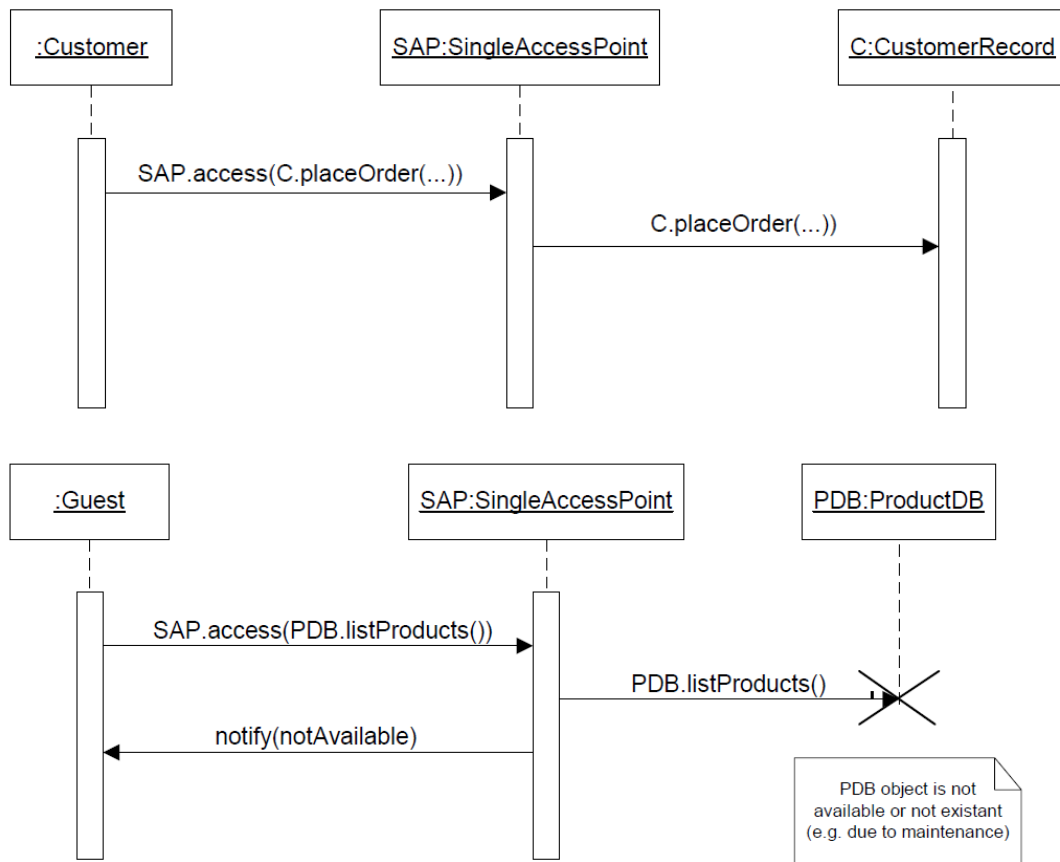 :Customer
SAP:SingleAccessPoint
C:CustomerRecord
SAP.access(C.placeOrder(...))
C.placeOrder(...))
:Guest
SAP:SingleAccessPoint
PDB:ProductDB
SAP.access(PDB.listProducts())
PDB.listProducts()
notify(notAvailable)
PDB object is not
available or not existant
(e.g. due to maintenance)